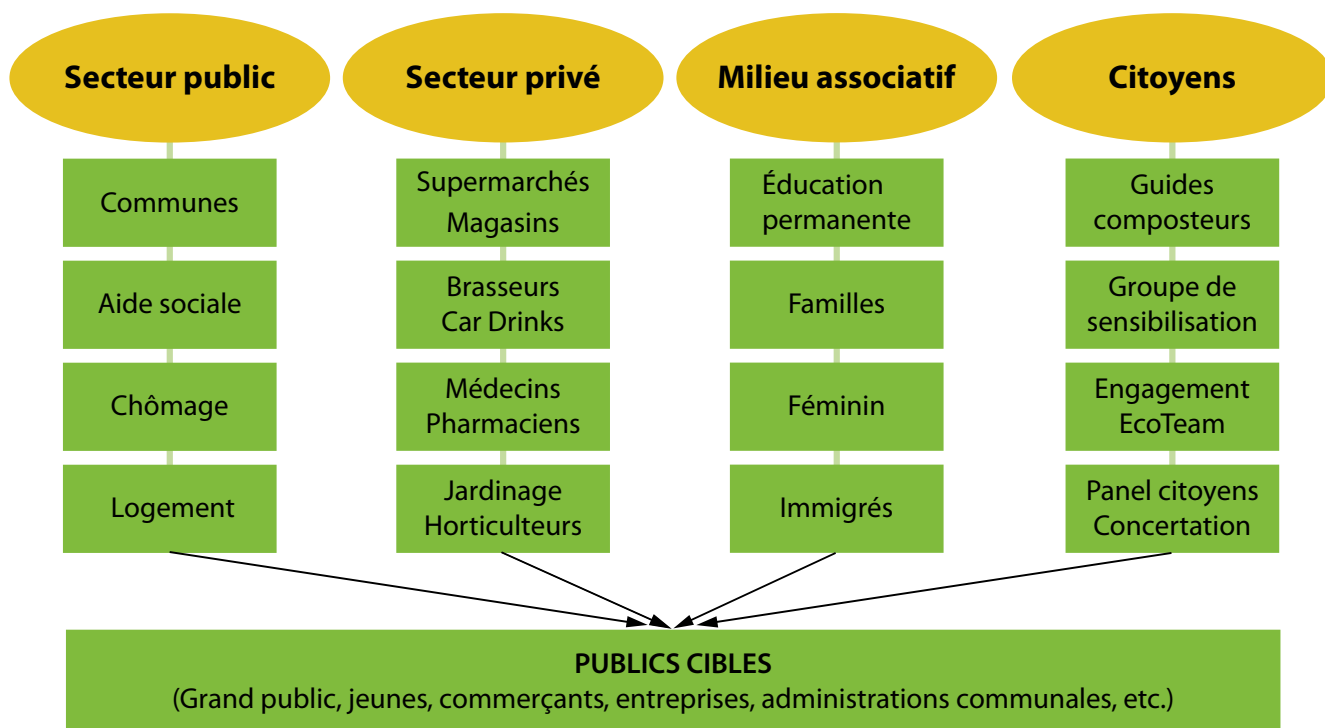 Secteur public
Secteur privé
Milieu associatif
Citoyens
Communes
Supermarchés
Magasins
Éducation
permanente
Guides
composteurs
Aide sociale
Brasseurs
Car Drinks
Familles
Groupe de
sensibilisation
Chômage
Médecins
Pharmaciens
Féminin
Engagement
EcoTeam
Logement
Jardinage
Horticulteurs
Immigrés
Panel citoyens
Concertation
PUBLICS CIBLES
(Grand public, jeunes, commerçants, entreprises, administrations communales, etc.)